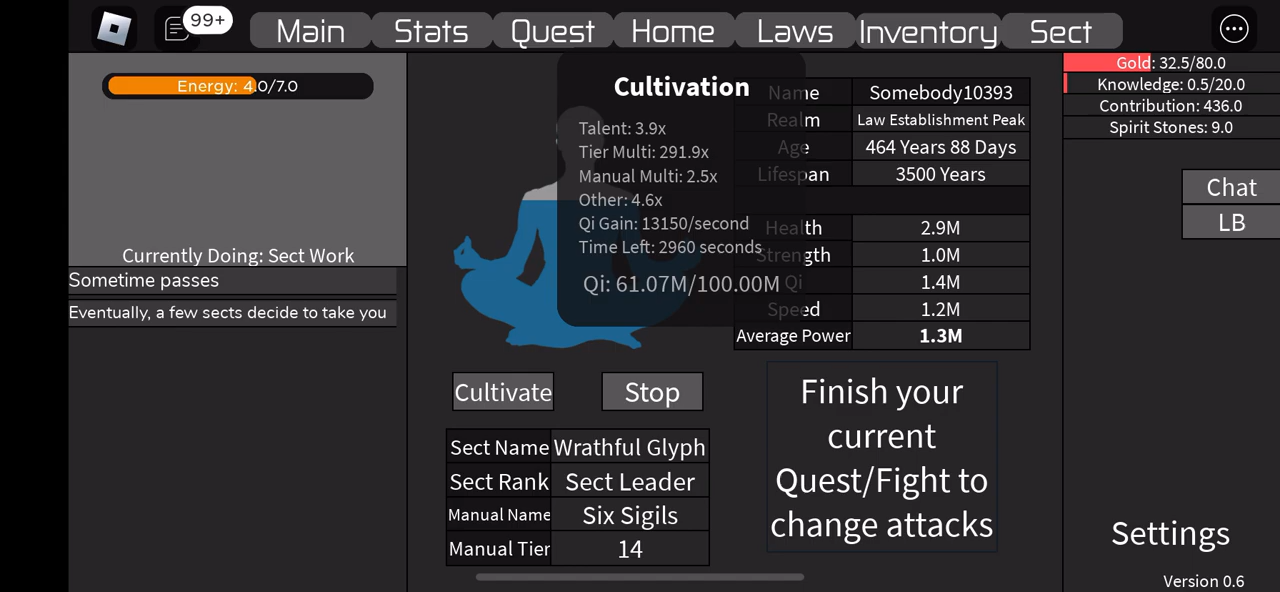 99+
Main
Stats
Quest
Home
Laws
Inventory
Sect
Energy: 4.0/7.0
Currently Doing: Sect Work
Sometime passes
Eventually, a few sects decide to take you
Cultivation
Talent: 3.9x
Tier Multi: 291.9x
Manual Multi: 2.5x
Other: 4.6x
Qi Gain: 13150/second
Time Left: 2960 seconds
Qi: 61.07M/100.00M
Name Somebody10393
Realm Law Establishment Peak
Age 464 Years 88 Days
Lifespan 3500 Years
Health 2.9M
Strength 1.0M
Qi 1.4M
Speed 1.2M
Average Power 1.3M
Cultivate
Stop
Sect Name Wrathful Glyph
Sect Rank Sect Leader
Manual Name Six Sigils
Manual Tier 14
Finish your
current
Quest/Fight to
change attacks
Gold: 32.5/80.0
Knowledge: 0.5/20.0
Contribution: 436.0
Spirit Stones: 9.0
Chat
LB
Settings
Version 0.6